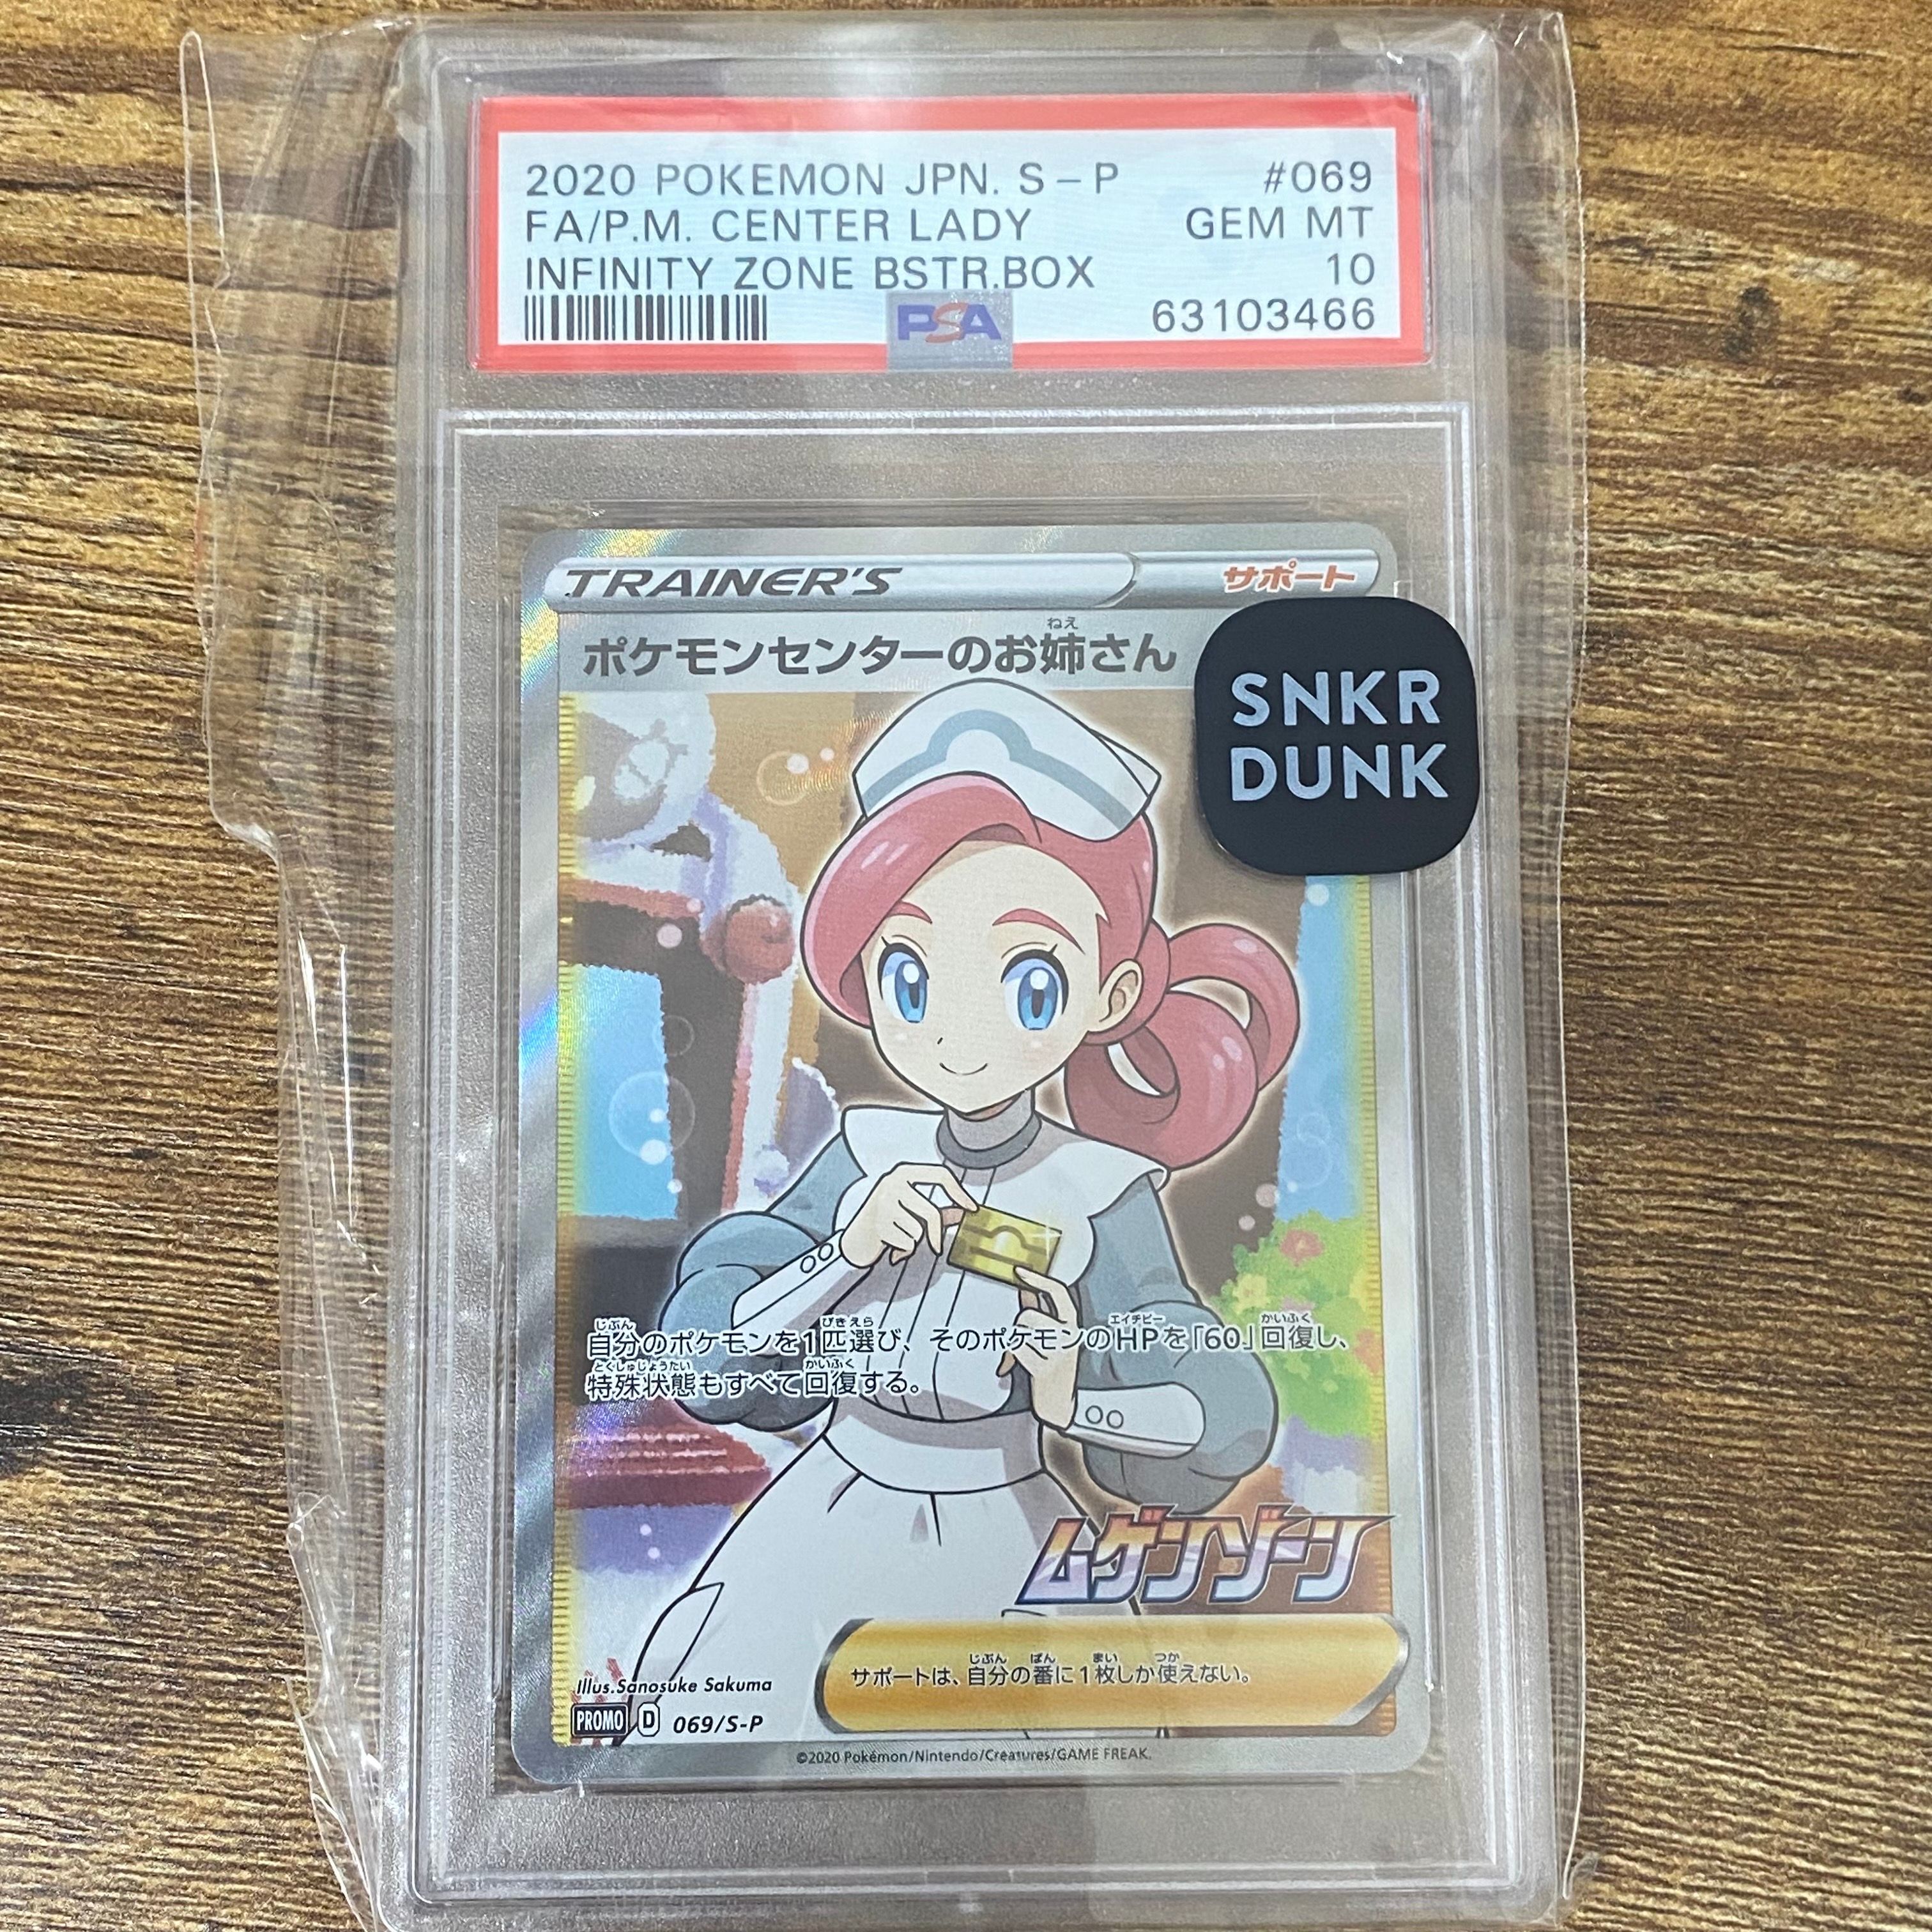 2020 POKEMON JPN. S-P #069
FA/P.M. CENTER LADY GEM MT
INFINITY ZONE BSTR.BOX 10
PSA 63103466
TRAINER'S サポート
ねえ
ポケモンセンターのお姉さん
SNKR
DUNK
じぶん びきえら エイチピー かいふく
自分のポケモンを1匹選び、そのポケモンのHPを「60」回復し、
とくしゅじょうたい かいふく
特殊状態もすべて回復する。
ムゲンゾーン
じぶん ばん まい つか
サポートは、自分の番に1枚しか使えない。
Illus.Sanosuke Sakuma
PROMO D 069/S-P
©2020 Pokémon/Nintendo/Creatures/GAME FREAK.